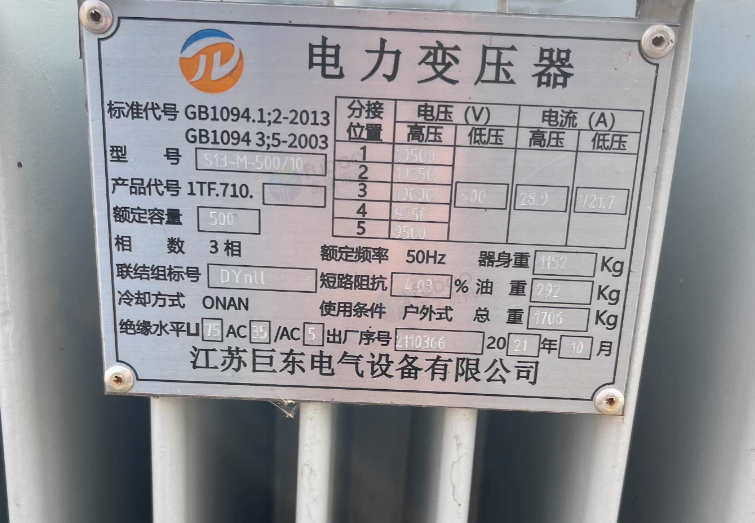 电力变压器
标准代号 GB1094.1;2-2013
GB1094 3;5-2003
型 号 S13-M-500/10
产品代号 1TF.710.
额定容量 500
相 数 3相
联结组标号 DYn11
冷却方式 ONAN
绝缘水平LI 75 AC 35 /AC 5
分接位置 电压 (V) 电流 (A)
高压 低压 高压 低压
1 10500
2 10250
3 10000 400 28.9 721.7
4 9750
5 9500
额定频率 50Hz 器身重 1152 Kg
短路阻抗 4.03 % 油 重 292 Kg
使用条件 户外式 总 重 1706 Kg
出厂序号 2110366 20 21 年 10 月
江苏巨东电气设备有限公司